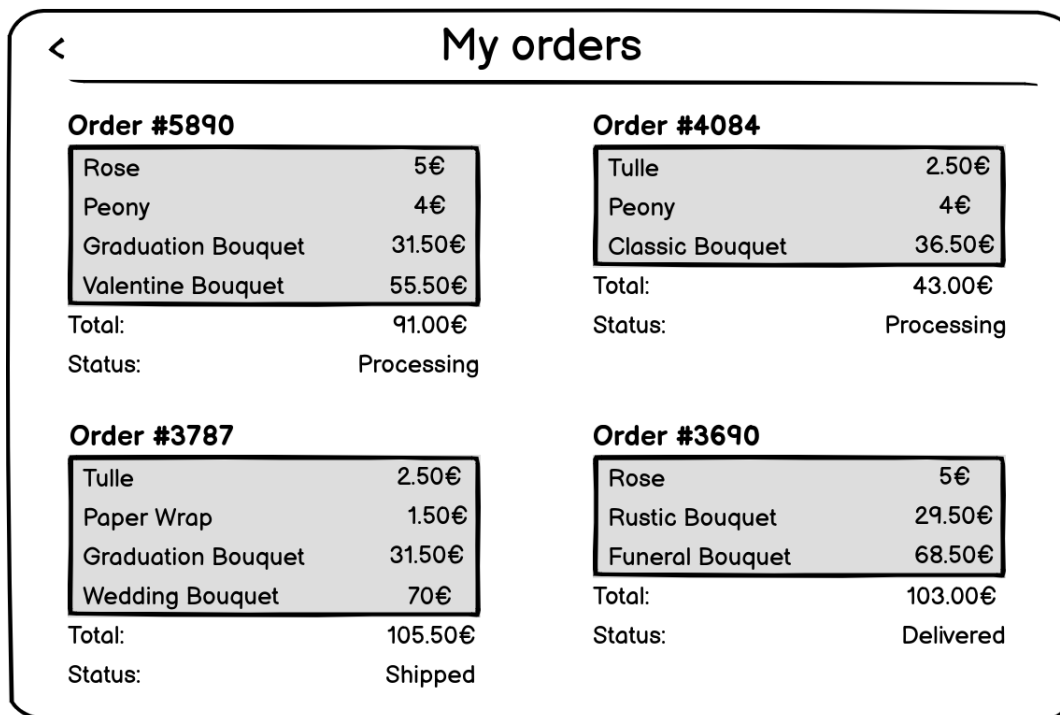 < My orders
Order #5890
Rose 5€
Peony 4€
Graduation Bouquet 31.50€
Valentine Bouquet 55.50€
Total: 91.00€
Status: Processing
Order #4084
Tulle 2.50€
Peony 4€
Classic Bouquet 36.50€
Total: 43.00€
Status: Processing
Order #3787
Tulle 2.50€
Paper Wrap 1.50€
Graduation Bouquet 31.50€
Wedding Bouquet 70€
Total: 105.50€
Status: Shipped
Order #3690
Rose 5€
Rustic Bouquet 29.50€
Funeral Bouquet 68.50€
Total: 103.00€
Status: Delivered